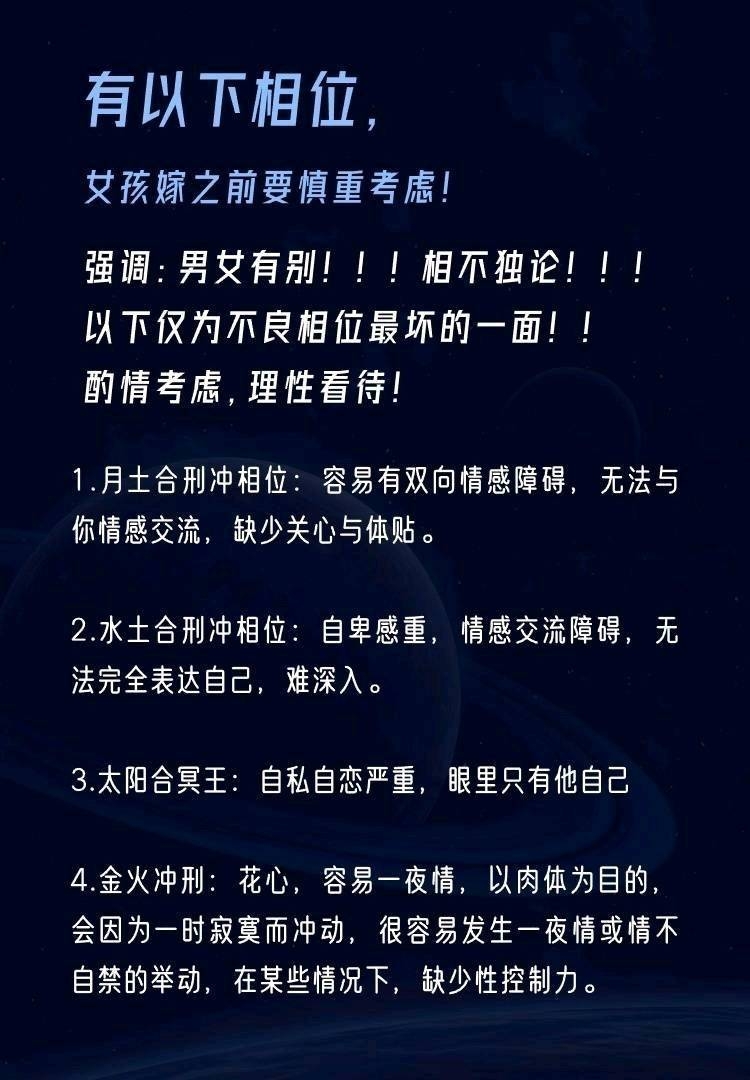 有以下相位，
女孩嫁之前要慎重考虑！
强调：男女有别！！！相不独论！！！
以下仅为不良相位最坏的一面！！
酌情考虑，理性看待！
1.月土合刑冲相位：容易有双向情感障碍，无法与
你情感交流，缺少关心与体贴。
2.水土合刑冲相位：自卑感重，情感交流障碍，无
法完全表达自己，难深入。
3.太阳合冥王：自私自恋严重，眼里只有他自己
4.金火冲刑：花心，容易一夜情，以肉体为目的，
会因为一时寂寞而冲动，很容易发生一夜情或情不
自禁的举动，在某些情况下，缺少性控制力。